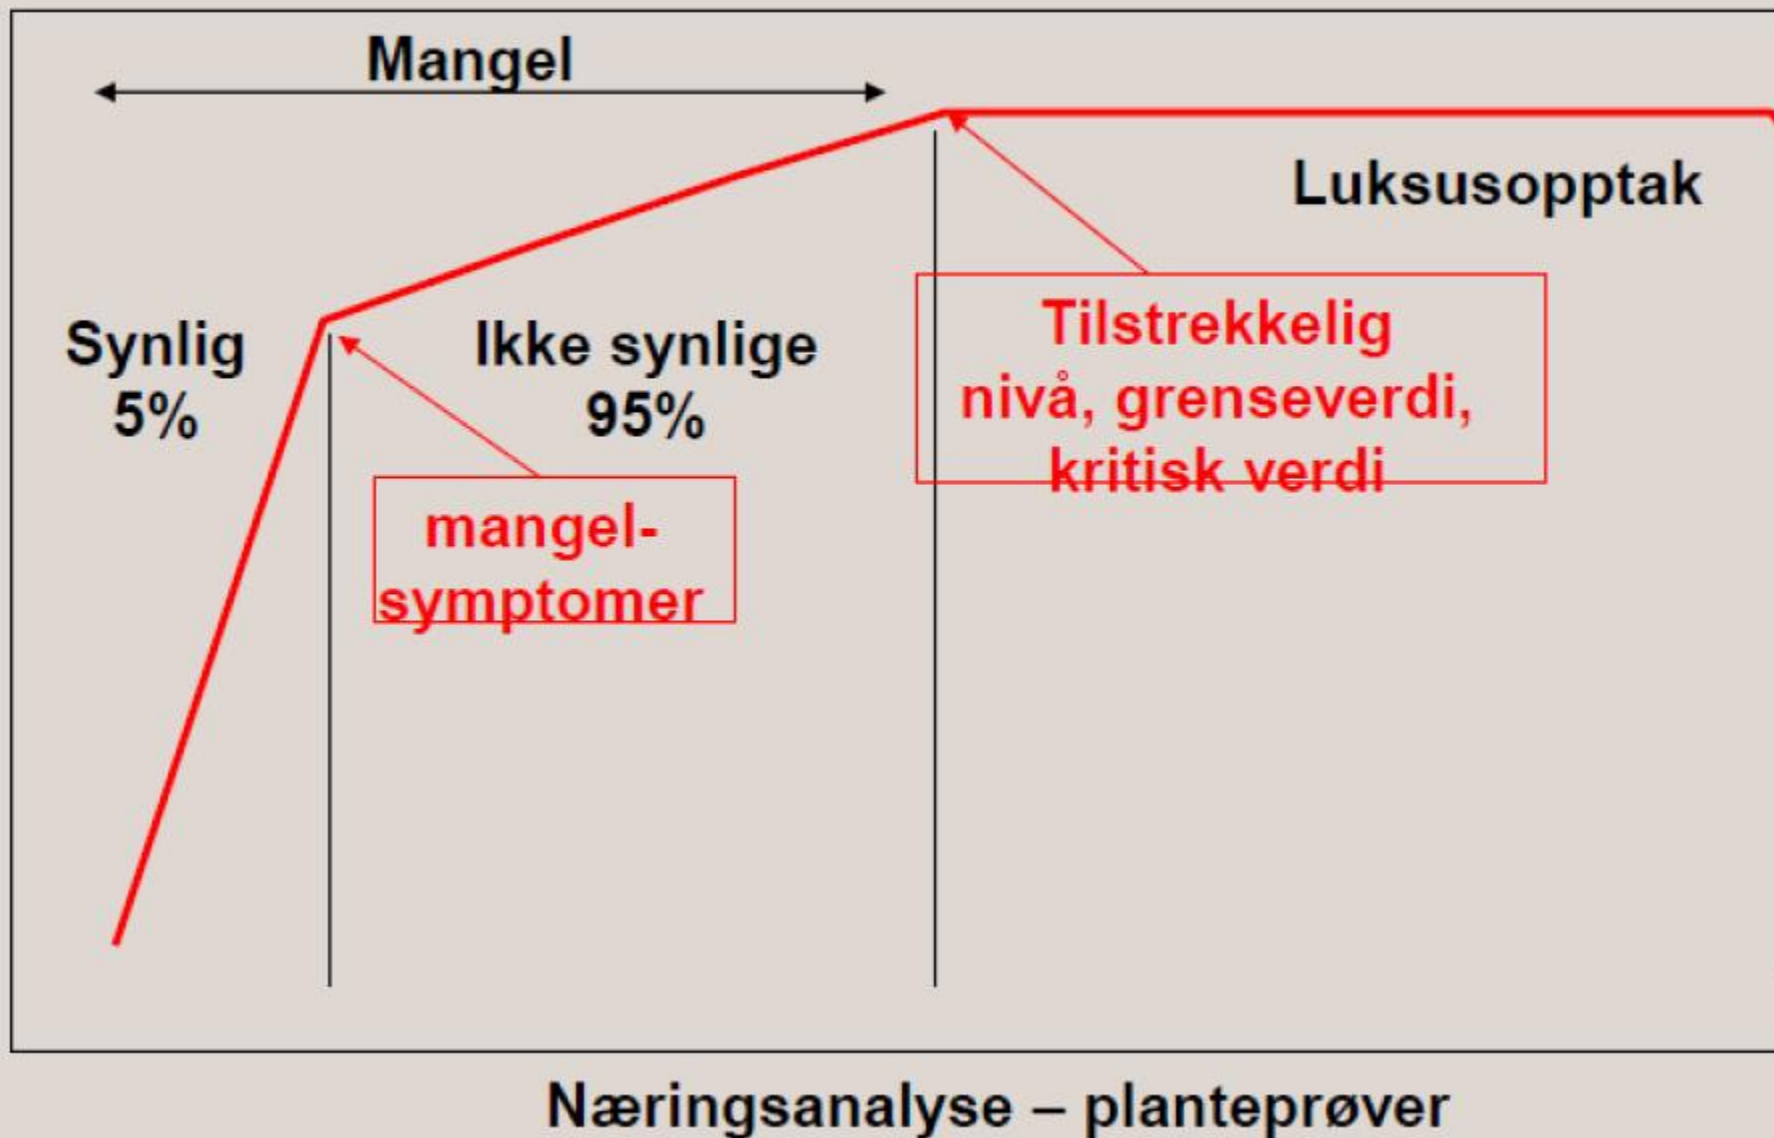 Mangel
Luksusopptak
Synlig
5%
Ikke synlige
95%
Tilstrekkelig
nivå, grenseverdi,
kritisk verdi
mangel-
symptomer
Næringsanalyse – planteprøver